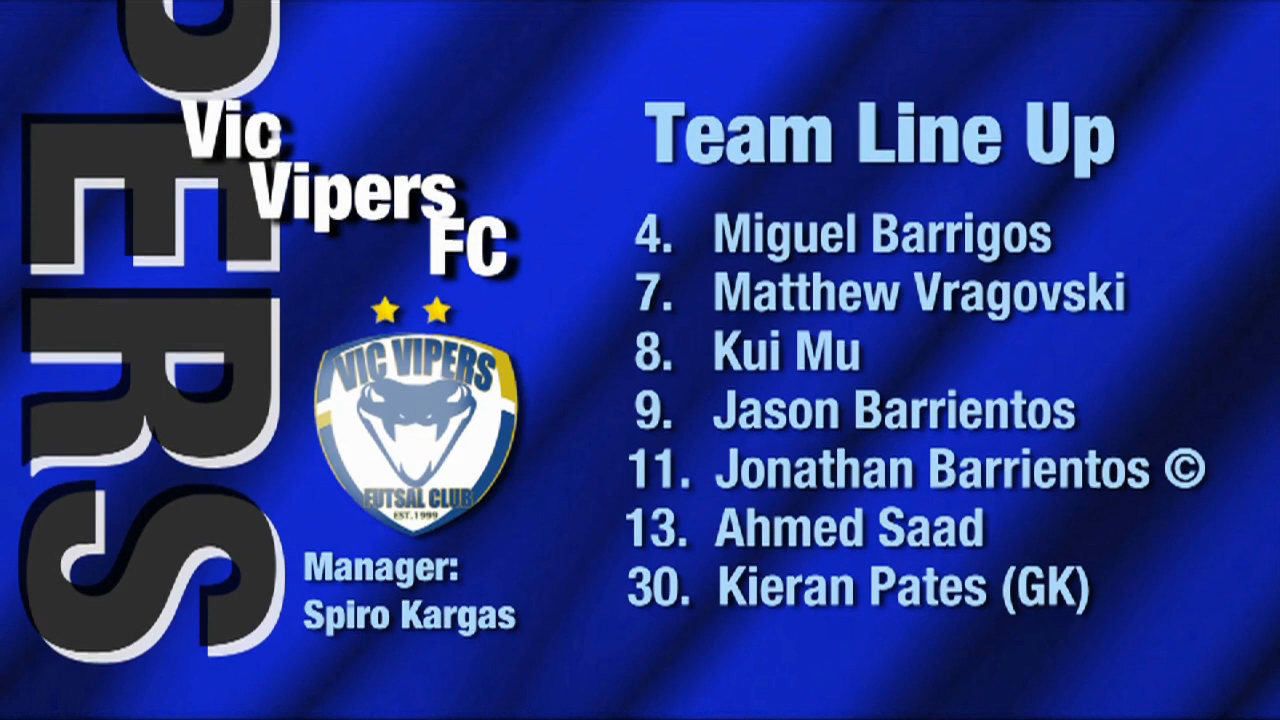 PERS
Vic
Vipers
FC
VIC VIPERS
FUTSAL CLUB
EST.1999
Manager:
Spiro Kargas
Team Line Up
4. Miguel Barrigos
7. Matthew Vragovski
8. Kui Mu
9. Jason Barrientos
11. Jonathan Barrientos ©
13. Ahmed Saad
30. Kieran Pates (GK)